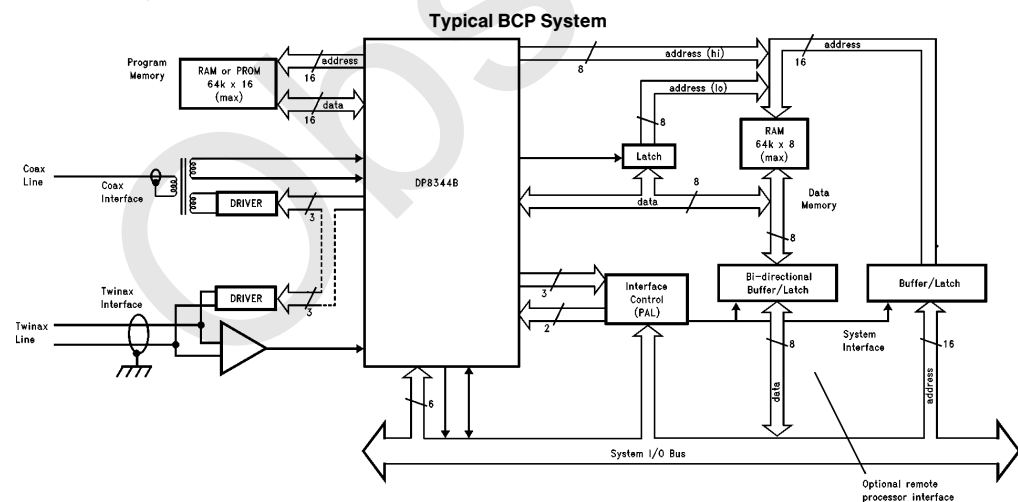 Typical BCP System
Program
Memory
RAM or PROM
64k x 16
(max)
address
16
data
16
Coax
Line
Coax
Interface
DRIVER
3
Twinax
Interface
DRIVER
3
Twinax
Line
DP8344B
8
address (hi)
address (lo)
8
Latch
8
data
address
16
RAM
64k x 8
(max)
Data
Memory
8
3
2
Interface
Control
(PAL)
Bi-directional
Buffer/Latch
Buffer/Latch
System
Interface
8
data
16
address
6
System I/O Bus
Optional remote
processor interface
Obs